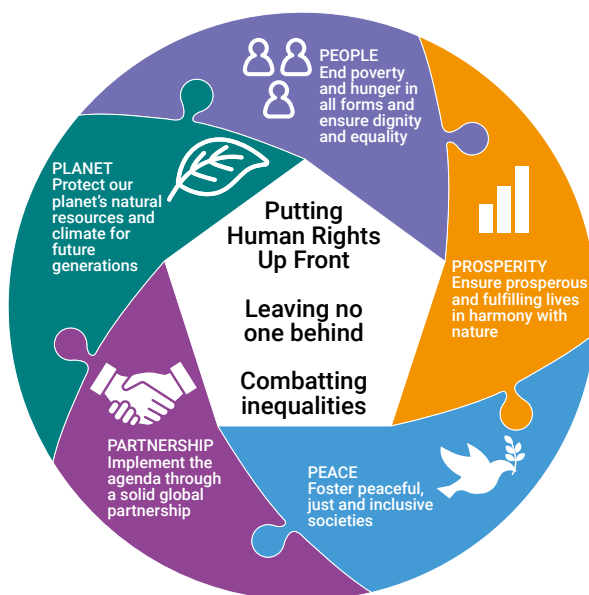 PEOPLE
End poverty
and hunger in
all forms and
ensure dignity
and equality
PLANET
Protect our
planet's natural
resources and
climate for
future
generations
Putting
Human Rights
Up Front
Leaving no
one behind
Combatting
inequalities
PROSPERITY
Ensure prosperous
and fulfilling lives
in harmony with
nature
PARTNERSHIP
Implement the
agenda through
a solid global
partnership
PEACE
Foster peaceful,
just and inclusive
societies